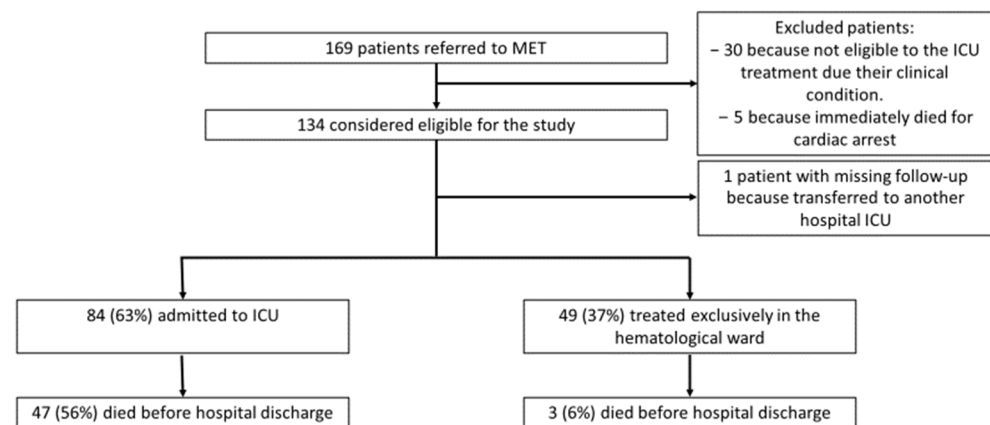 169 patients referred to MET
Excluded patients:
– 30 because not eligible to the ICU
treatment due their clinical
condition.
– 5 because immediately died for
cardiac arrest
134 considered eligible for the study
1 patient with missing follow-up
because transferred to another
hospital ICU
84 (63%) admitted to ICU
49 (37%) treated exclusively in the
hematological ward
47 (56%) died before hospital discharge
3 (6%) died before hospital discharge